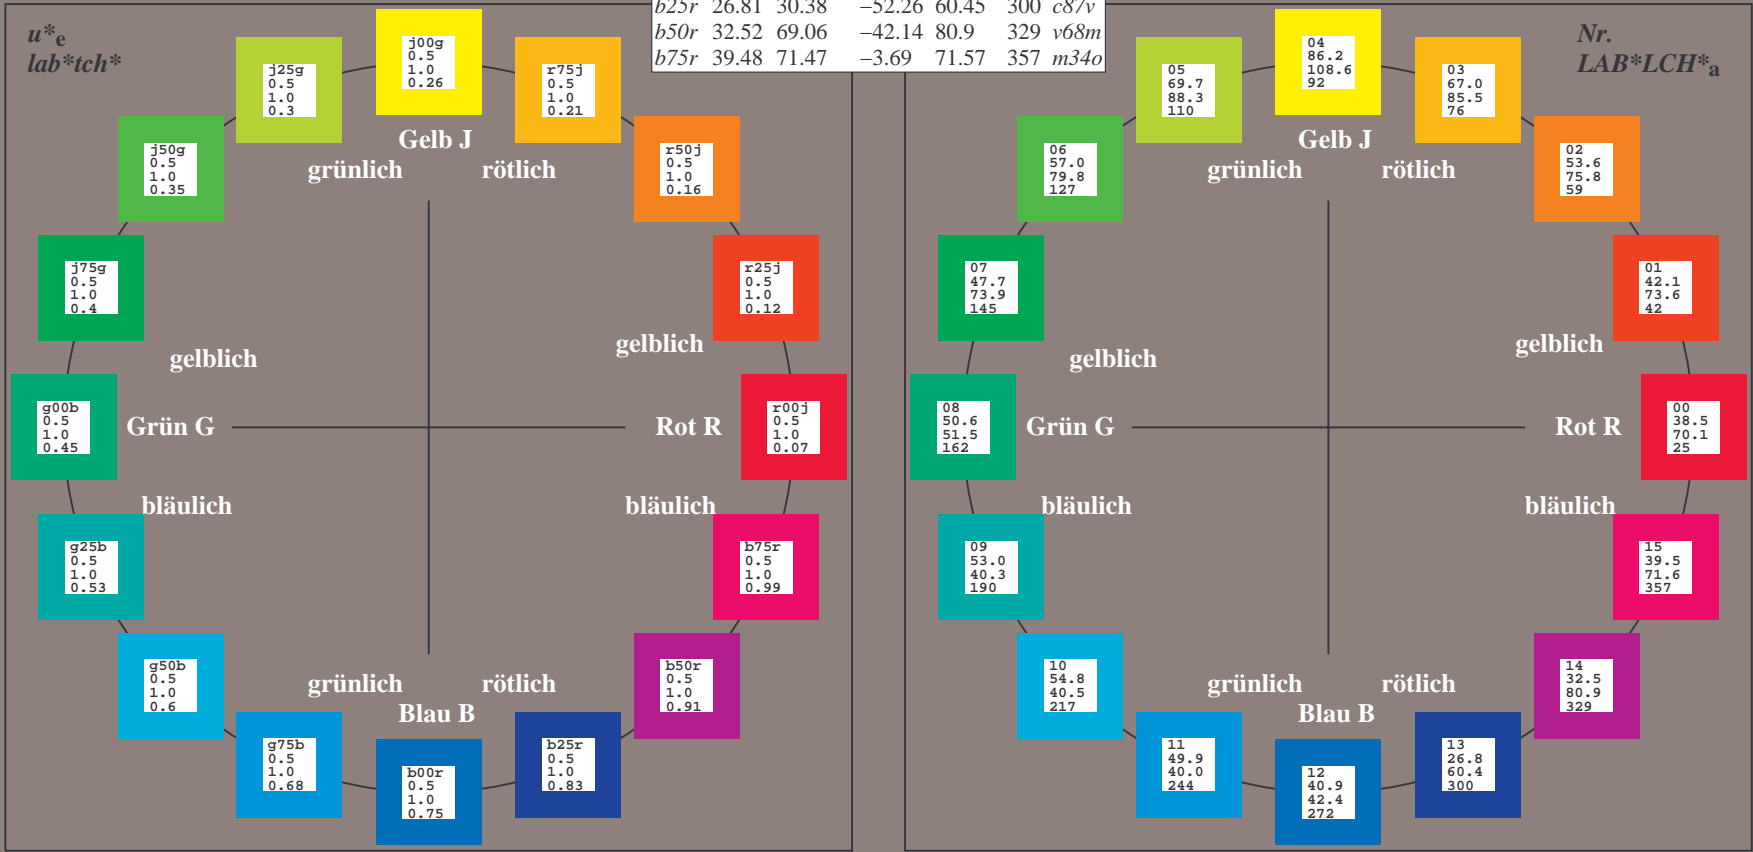 b25r 26.81 30.38 −52.26 60.45 300 c87v
b50r 32.52 69.06 −42.14 80.9 329 v68m
b75r 39.48 71.47 −3.69 71.57 357 m34o
u*e
lab*tch*
j00g
0.5
1.0
0.26
j25g
0.5
1.0
0.3
r75j
0.5
1.0
0.21
Gelb J
grünlich rötlich
j50g
0.5
1.0
0.35
r50j
0.5
1.0
0.16
j75g
0.5
1.0
0.4
r25j
0.5
1.0
0.12
gelblich
gelblich
g00b
0.5
1.0
0.45
Grün G
Rot R
r00j
0.5
1.0
0.07
bläulich
bläulich
g25b
0.5
1.0
0.53
b75r
0.5
1.0
0.99
g50b
0.5
1.0
0.6
b50r
0.5
1.0
0.91
grünlich rötlich
Blau B
g75b
0.5
1.0
0.68
b00r
0.5
1.0
0.75
b25r
0.5
1.0
0.83
Nr.
LAB*LCH*a
04
86.2
108.6
92
05
69.7
88.3
110
03
67.0
85.5
76
Gelb J
grünlich rötlich
06
57.0
79.8
127
02
53.6
75.8
59
07
47.7
73.9
145
01
42.1
73.6
42
gelblich
gelblich
08
50.6
51.5
162
Grün G
Rot R
00
38.5
70.1
25
bläulich
bläulich
09
53.0
40.3
190
15
39.5
71.6
357
10
54.8
40.5
217
14
32.5
80.9
329
grünlich rötlich
Blau B
11
49.9
40.0
244
12
40.9
42.4
272
13
26.8
60.4
300